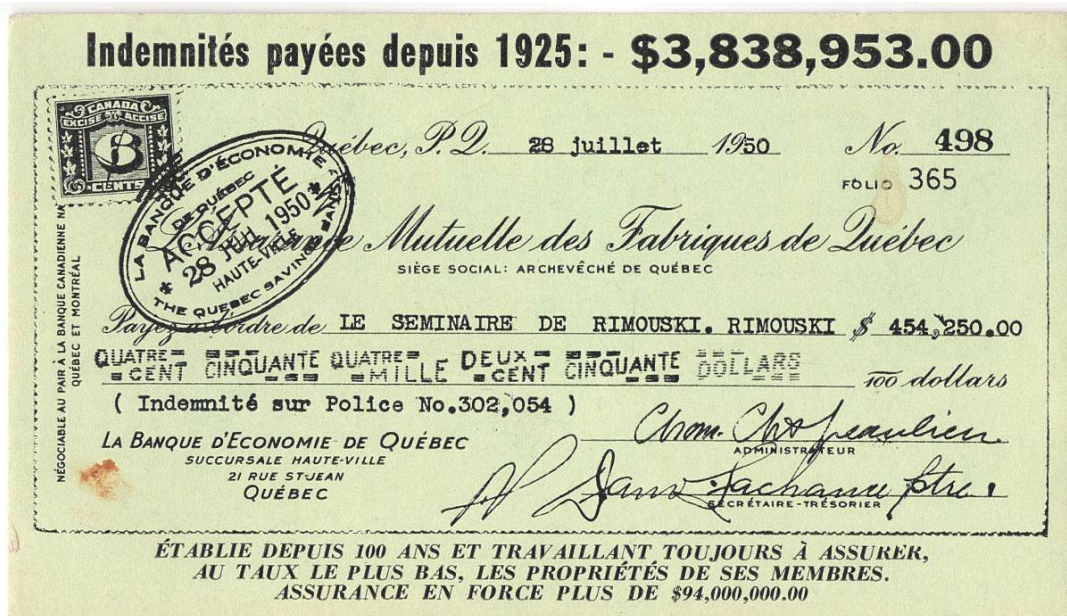 Indemnités payées depuis 1925: - $3,838,953.00
CANADA
EXCISE ACCISE
3
CENTS
Québec, P. Q. 28 juillet 1950 No. 498
FOLIO 365
LA BANQUE D'ÉCONOMIE
DE QUÉBEC
ACCEPTÉ
* 28 JUIL 1950 *
HAUTE-VILLE
THE QUEBEC SAVINGS BANK
Mutuelle des Fabriques de Québec
SIÈGE SOCIAL: ARCHEVÊCHÉ DE QUÉBEC
NÉGOCIABLE AU PAIR À LA BANQUE CANADIENNE NA
QUÉBEC ET MONTRÉAL
Payez à l'ordre de LE SEMINAIRE DE RIMOUSKI. RIMOUSKI $ 454,250.00
QUATRE CENT CINQUANTE QUATRE MILLE DEUX CENT CINQUANTE DOLLARS 100 dollars
( Indemnité sur Police No.302,054 )
LA BANQUE D'ECONOMIE DE QUÉBEC
SUCCURSALE HAUTE-VILLE
21 RUE ST-JEAN
QUÉBEC
ADMINISTRATEUR
Lachance ptre
SECRÉTAIRE-TRÉSORIER
ÉTABLIE DEPUIS 100 ANS ET TRAVAILLANT TOUJOURS À ASSURER,
AU TAUX LE PLUS BAS, LES PROPRIÉTÉS DE SES MEMBRES.
ASSURANCE EN FORCE PLUS DE $94,000,000.00